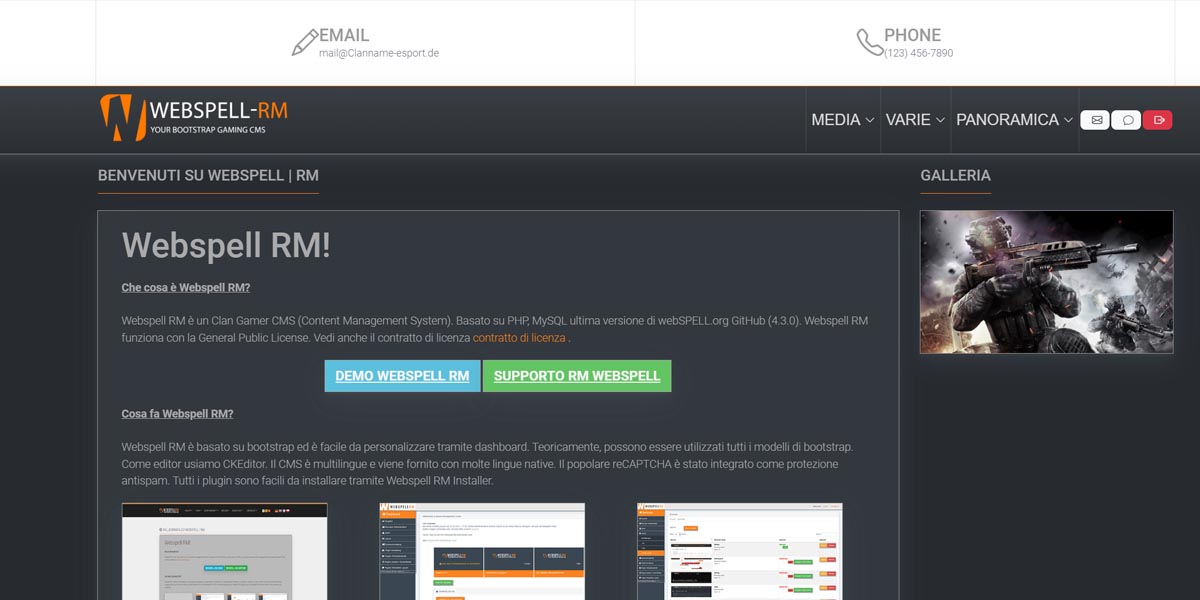 EMAIL
mail@Clanname-esport.de
PHONE
(123) 456-7890
WEBSPELL-RM
YOUR BOOTSTRAP GAMING CMS
MEDIA
VARIE
PANORAMICA
BENVENUTI SU WEBSPELL | RM
GALLERIA
Webspell RM!
Che cosa è Webspell RM?
Webspell RM è un Clan Gamer CMS (Content Management System). Basato su PHP, MySQL ultima versione di webSPELL.org GitHub (4.3.0). Webspell RM
funziona con la General Public License. Vedi anche il contratto di licenza contratto di licenza .
DEMO WEBSPELL RM
SUPPORTO RM WEBSPELL
Cosa fa Webspell RM?
Webspell RM è basato su bootstrap ed è facile da personalizzare tramite dashboard. Teoricamente, possono essere utilizzati tutti i modelli di bootstrap.
Come editor usiamo CKEditor. Il CMS è multilingue e viene fornito con molte lingue native. Il popolare reCAPTCHA è stato integrato come protezione
antispam. Tutti i plugin sono facili da installare tramite Webspell RM Installer.